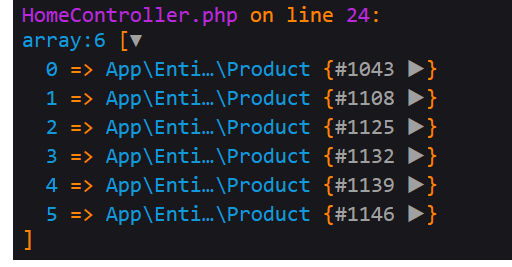 HomeController.php on line 24:
array:6 [▼
  0 => App\Enti…\Product {#1043 ▶}
  1 => App\Enti…\Product {#1108 ▶}
  2 => App\Enti…\Product {#1125 ▶}
  3 => App\Enti…\Product {#1132 ▶}
  4 => App\Enti…\Product {#1139 ▶}
  5 => App\Enti…\Product {#1146 ▶}
]